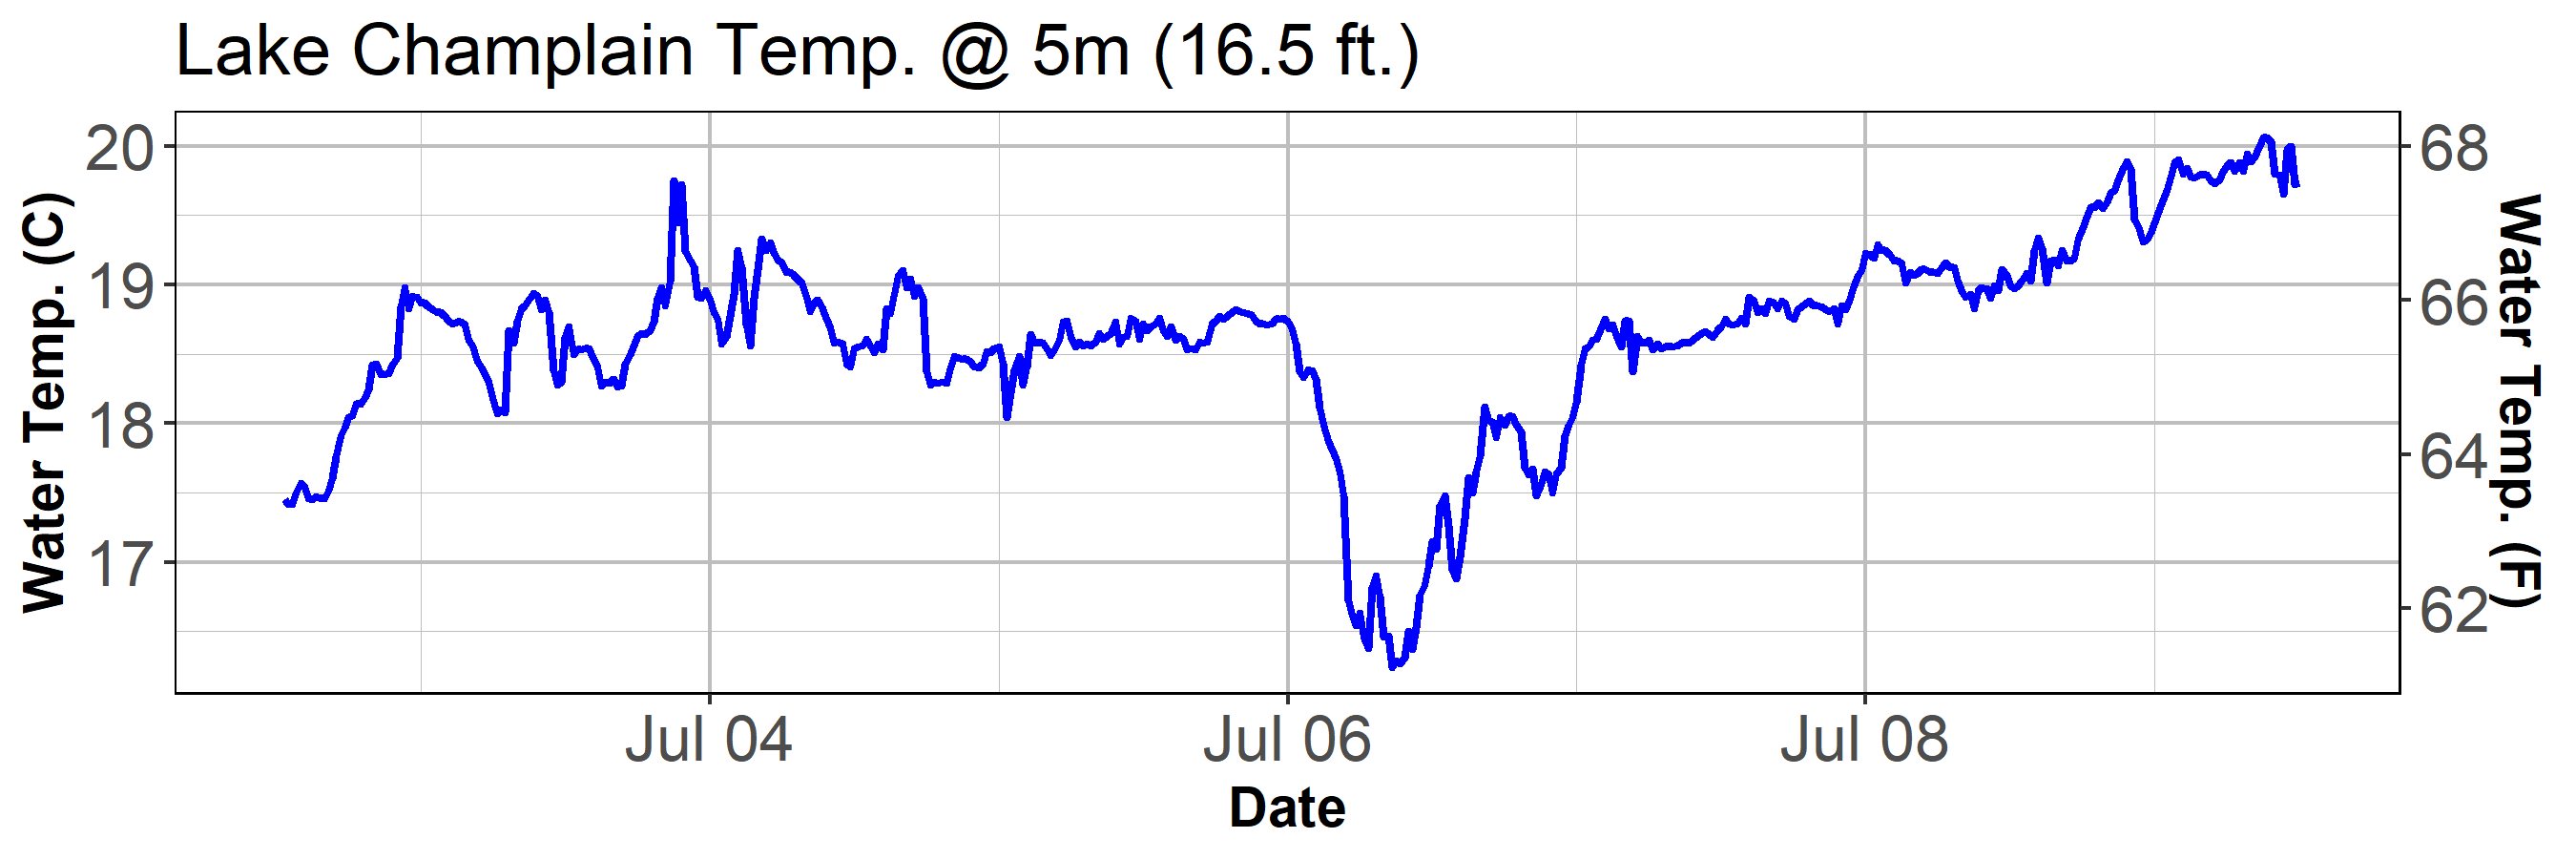 Lake Champlain Temp. @ 5m (16.5 ft.)
Water Temp. (C)
20
19
18
17
68
66
64
62
Water Temp. (F)
Jul 04
Jul 06
Jul 08
Date